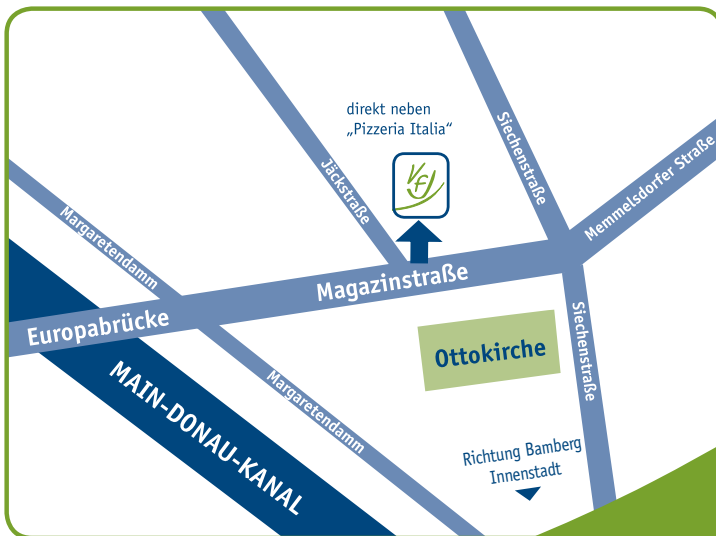 direkt neben
„Pizzeria Italia“
VfJ
Siechenstraße
Jäckstraße
Memmelsdorfer Straße
Margaretendamm
Magazinstraße
Europabrücke
Siechenstraße
Ottokirche
MAIN-DONAU-KANAL
Margaretendamm
Richtung Bamberg
Innenstadt